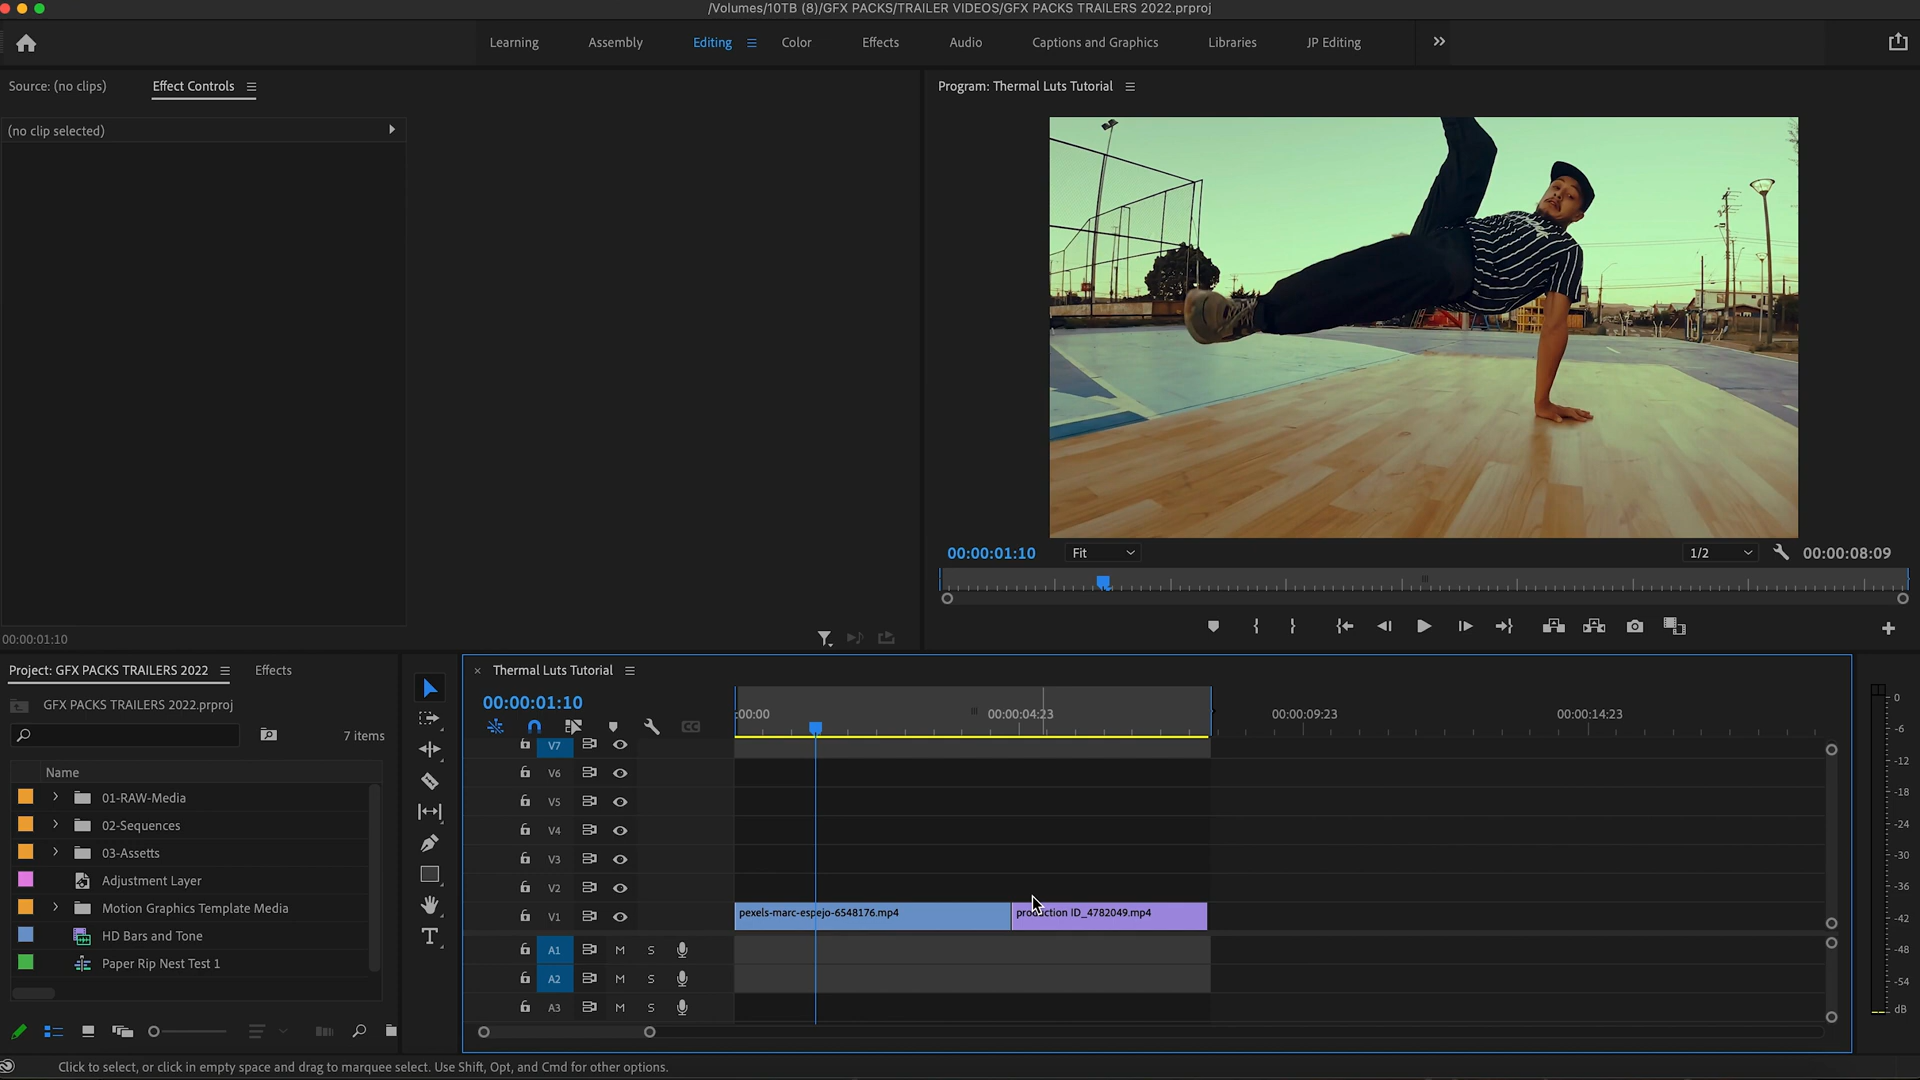 /Volumes/10TB (8)/GFX PACKS/TRAILER VIDEOS/GFX PACKS TRAILERS 2022.prproj
Learning Assembly Editing Color Effects Audio Captions and Graphics Libraries JP Editing
Source: (no clips) Effect Controls
(no clip selected)
00:00:01:10
Program: Thermal Luts Tutorial
00:00:01:10 Fit 1/2 00:00:08:09
Project: GFX PACKS TRAILERS 2022 Effects
GFX PACKS TRAILERS 2022.prproj
7 items
Name
01-RAW-Media
02-Sequences
03-Assetts
Adjustment Layer
Motion Graphics Template Media
HD Bars and Tone
Paper Rip Nest Test 1
Thermal Luts Tutorial
00:00:01:10
:00:00 00:00:04:23 00:00:09:23 00:00:14:23
V7
V6
V5
V4
V3
V2
V1 pexels-marc-espejo-6548176.mp4 production ID_4782049.mp4
A1 M S
A2 M S
A3 M S
0
-6
-12
-18
-24
-30
-36
-42
-48
-54
dB
Click to select, or click in empty space and drag to marquee select. Use Shift, Opt, and Cmd for other options.